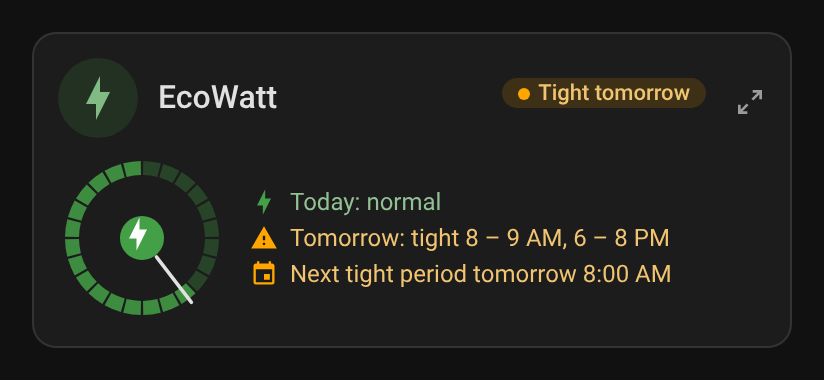 EcoWatt
Tight tomorrow
Today: normal
Tomorrow: tight 8 – 9 AM, 6 – 8 PM
Next tight period tomorrow 8:00 AM